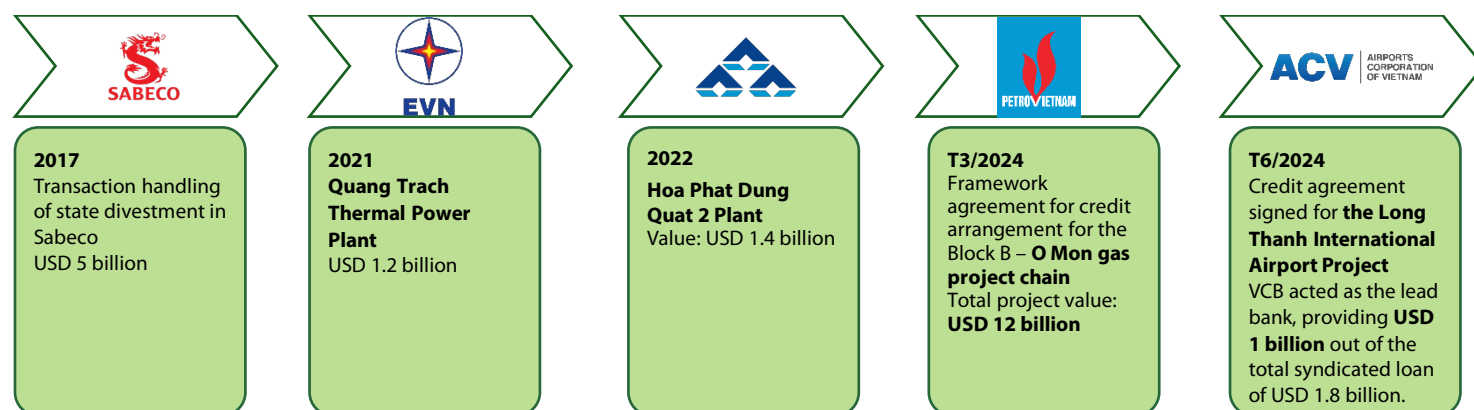 SABECO
EVN
PETROVIETNAM
ACV
AIRPORTS
CORPORATION
OF VIETNAM
2017
Transaction handling
of state divestment in
Sabeco
USD 5 billion
2021
Quang Trach
Thermal Power
Plant
USD 1.2 billion
2022
Hoa Phat Dung
Quat 2 Plant
Value: USD 1.4 billion
T3/2024
Framework
agreement for credit
arrangement for the
Block B – O Mon gas
project chain
Total project value:
USD 12 billion
T6/2024
Credit agreement
signed for the Long
Thanh International
Airport Project
VCB acted as the lead
bank, providing USD
1 billion out of the
total syndicated loan
of USD 1.8 billion.